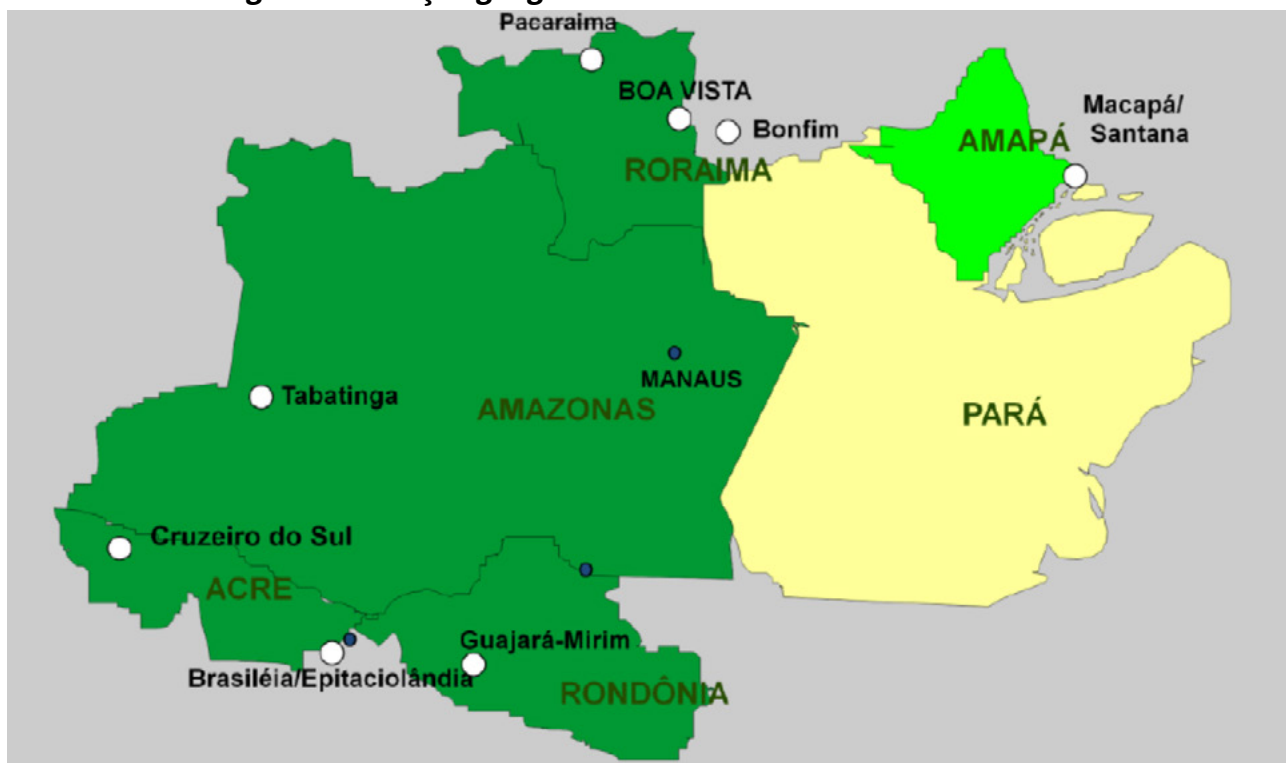 Pacaraima
BOA VISTA
Bonfim
Macapá/
Santana
AMAPÁ
RORAIMA
MANAUS
Tabatinga
AMAZONAS
PARÁ
Cruzeiro do Sul
ACRE
Guajará-Mirim
Brasiléia/Epitaciolândia
RONDÔNIA